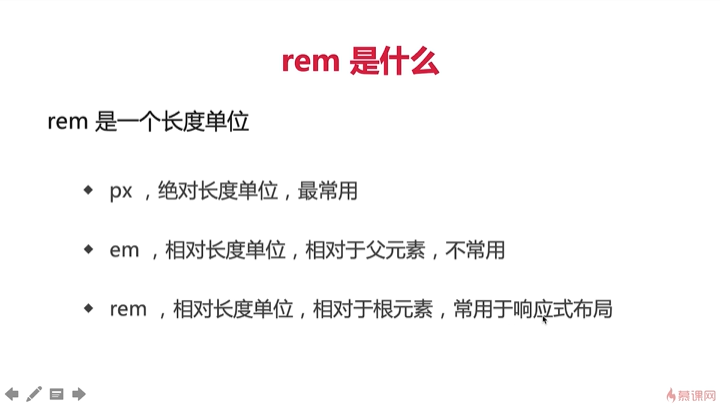 rem 是什么
rem 是一个长度单位
px ，绝对长度单位，最常用
em ，相对长度单位，相对于父元素，不常用
rem ，相对长度单位，相对于根元素，常用于响应式布局
慕课网